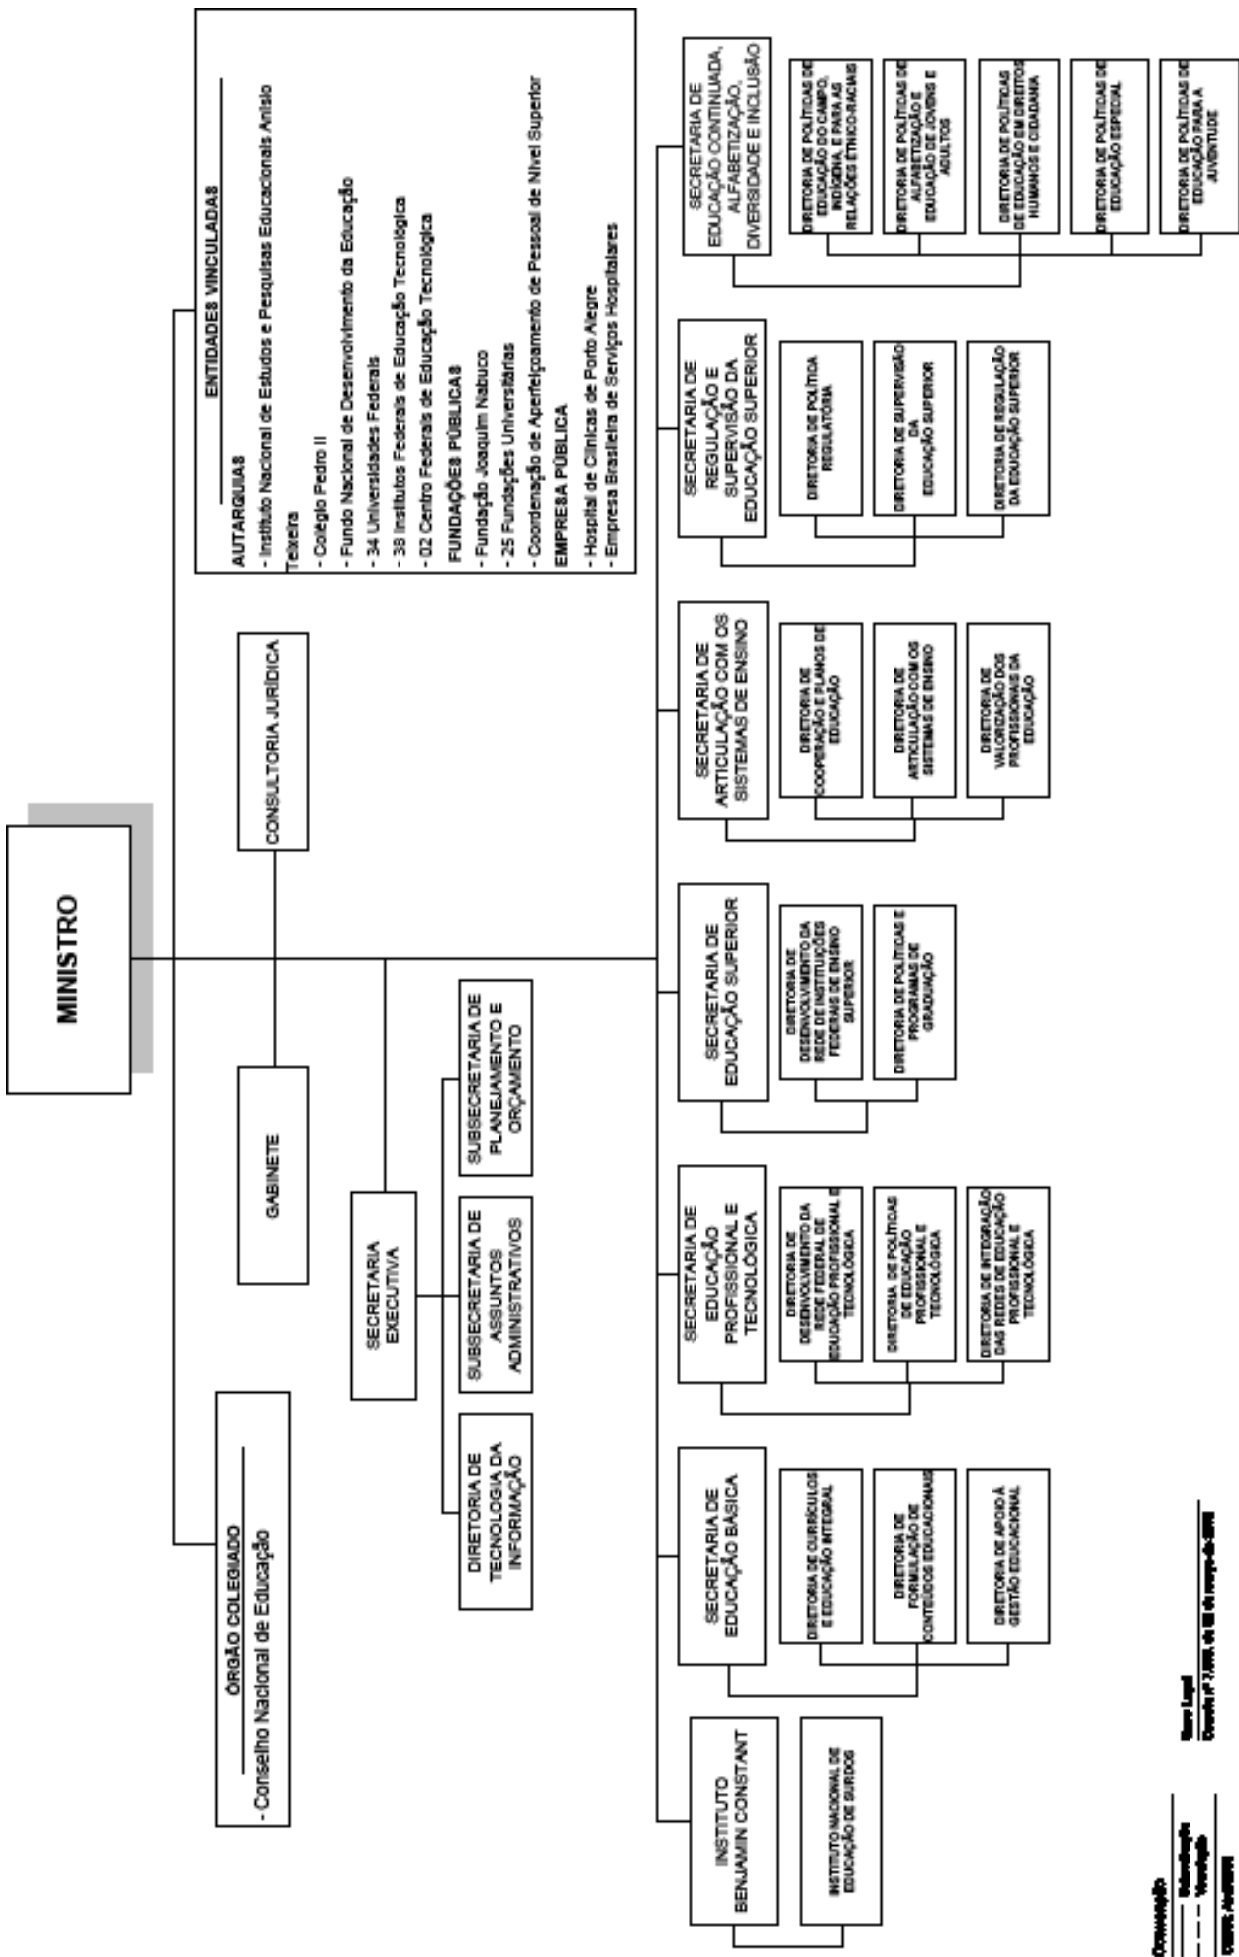 MINISTRO
ÓRGÃO COLEGIADO
- Conselho Nacional de Educação
GABINETE
CONSULTORIA JURÍDICA
ENTIDADES VINCULADAS
AUTARQUIAS
- Instituto Nacional de Estudos e Pesquisas Educacionais Anísio
Teixeira
- Colégio Pedro II
- Fundo Nacional de Desenvolvimento da Educação
- 34 Universidades Federais
- 38 Institutos Federais de Educação Tecnológica
- 02 Centro Federais de Educação Tecnológica
FUNDAÇÕES PÚBLICAS
- Fundação Joaquim Nabuco
- 25 Fundações Universitárias
- Coordenação de Aperfeiçoamento de Pessoal de Nível Superior
EMPRESA PÚBLICA
- Hospital de Clínicas de Porto Alegre
- Empresa Brasileira de Serviços Hospitalares
SECRETARIA
EXECUTIVA
DIRETORIA DE
TECNOLOGIA DA
INFORMAÇÃO
SUBSECRETARIA DE
ASSUNTOS
ADMINISTRATIVOS
SUBSECRETARIA DE
PLANEJAMENTO E
ORÇAMENTO
INSTITUTO
BENJAMIN CONSTANT
INSTITUTO NACIONAL DE
EDUCAÇÃO DE SURDOS
SECRETARIA DE
EDUCAÇÃO BÁSICA
DIRETORIA DE CURRÍCULOS
E EDUCAÇÃO INTEGRAL
DIRETORIA DE
FORMULAÇÃO DE
CONTEÚDOS EDUCACIONAIS
DIRETORIA DE APOIO À
GESTÃO EDUCACIONAL
SECRETARIA DE
EDUCAÇÃO
PROFISSIONAL E
TECNOLÓGICA
DIRETORIA DE
DESENVOLVIMENTO DA
REDE FEDERAL DE
EDUCAÇÃO PROFISSIONAL E
TECNOLÓGICA
DIRETORIA DE POLÍTICAS
DE EDUCAÇÃO
PROFISSIONAL E
TECNOLÓGICA
DIRETORIA DE INTEGRAÇÃO
DAS REDES DE EDUCAÇÃO
PROFISSIONAL E
TECNOLÓGICA
SECRETARIA DE
EDUCAÇÃO SUPERIOR
DIRETORIA DE
DESENVOLVIMENTO DA
REDE DE INSTITUIÇÕES
FEDERAIS DE ENSINO
SUPERIOR
DIRETORIA DE POLÍTICAS E
PROGRAMAS DE
GRADUAÇÃO
SECRETARIA DE
ARTICULAÇÃO COM OS
SISTEMAS DE ENSINO
DIRETORIA DE
COOPERAÇÃO E PLANOS DE
EDUCAÇÃO
DIRETORIA DE
ARTICULAÇÃO COM OS
SISTEMAS DE ENSINO
DIRETORIA DE
VALORIZAÇÃO DOS
PROFISSIONAIS DA
EDUCAÇÃO
SECRETARIA DE
REGULAÇÃO E
SUPERVISÃO DA
EDUCAÇÃO SUPERIOR
DIRETORIA DE POLÍTICA
REGULATÓRIA
DIRETORIA DE SUPERVISÃO
DA
EDUCAÇÃO SUPERIOR
DIRETORIA DE REGULAÇÃO
DA EDUCAÇÃO SUPERIOR
SECRETARIA DE
EDUCAÇÃO CONTINUADA,
ALFABETIZAÇÃO,
DIVERSIDADE E INCLUSÃO
DIRETORIA DE POLÍTICAS DE
EDUCAÇÃO DO CAMPO,
INDÍGENA, E PARA AS
RELAÇÕES ÉTNICO-RACIAIS
DIRETORIA DE POLÍTICAS DE
ALFABETIZAÇÃO E
EDUCAÇÃO DE JOVENS E
ADULTOS
DIRETORIA DE POLÍTICAS
DE EDUCAÇÃO EM DIREITOS
HUMANOS E CIDADANIA
DIRETORIA DE POLÍTICAS DE
EDUCAÇÃO ESPECIAL
DIRETORIA DE POLÍTICAS DE
EDUCAÇÃO PARA A
JUVENTUDE
Convenção
Subordinação
Vinculação
Base Legal